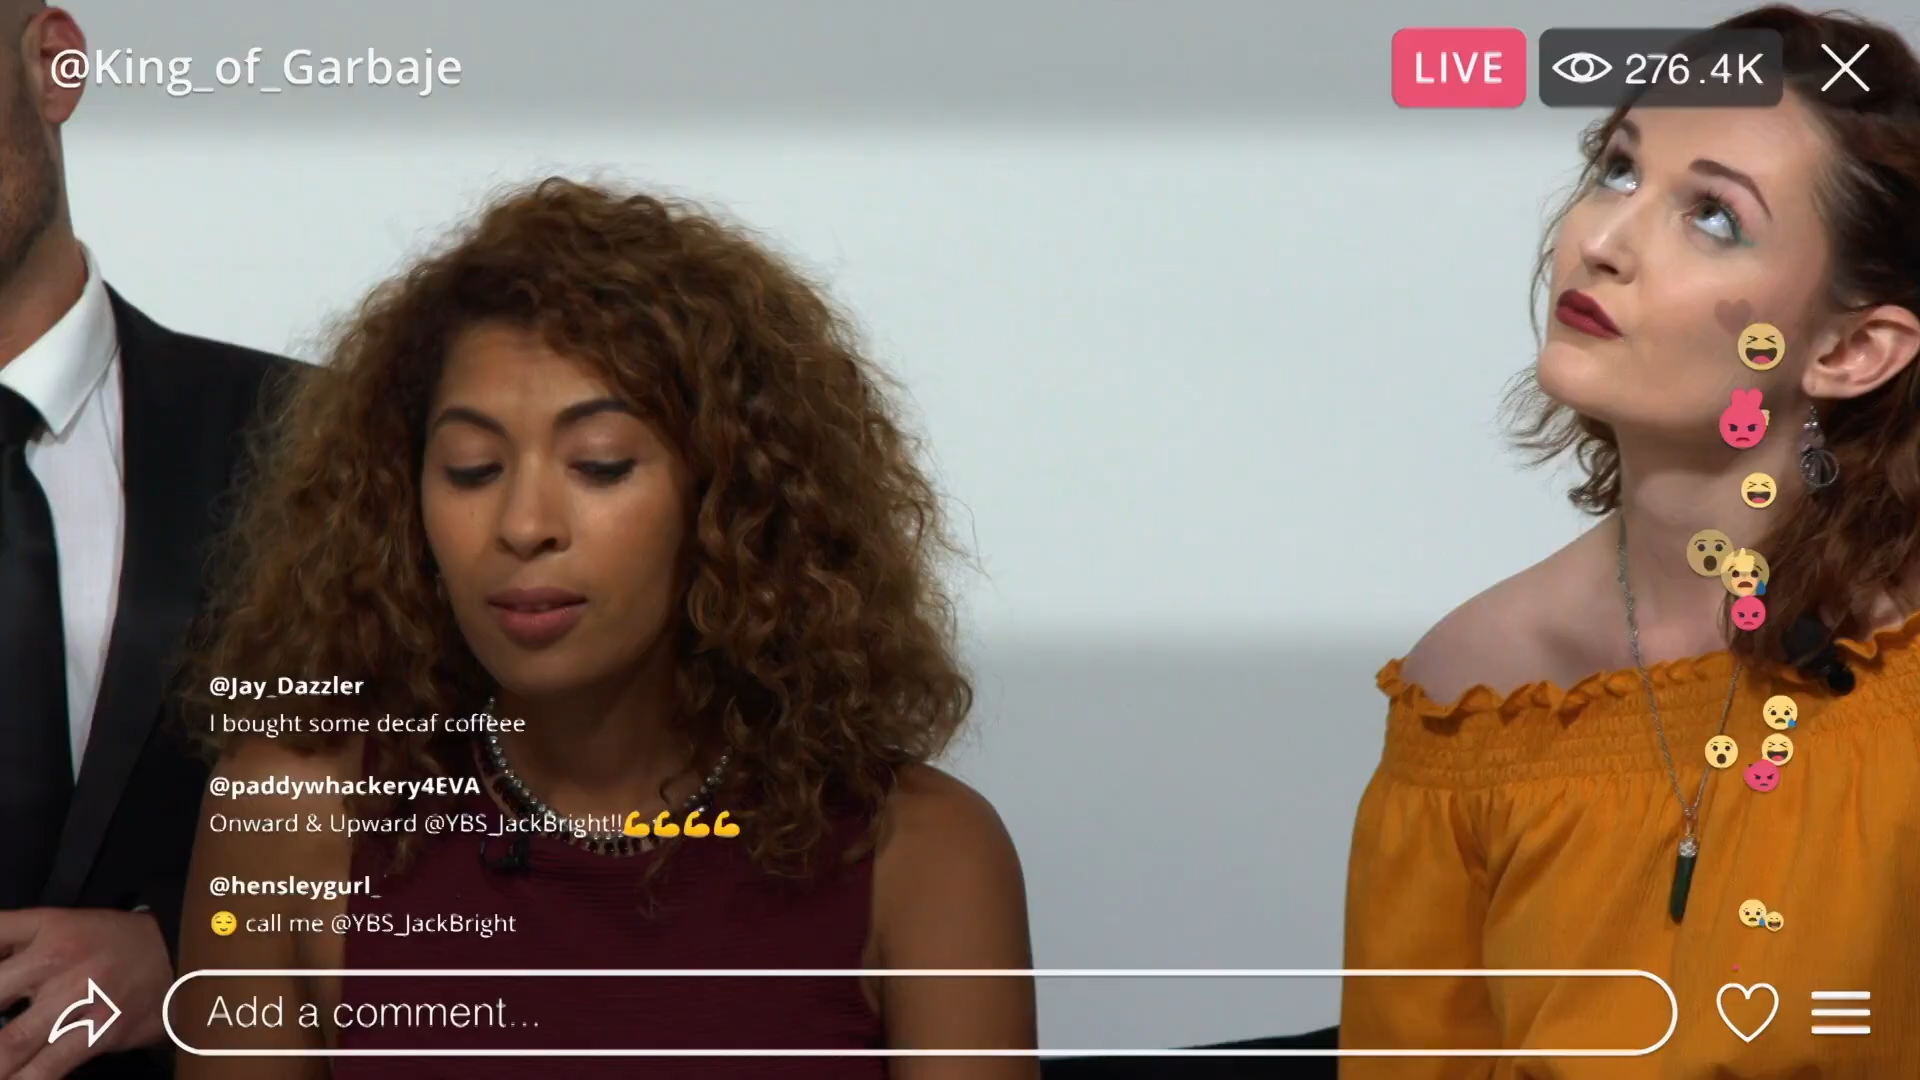 @King_of_Garbaje
LIVE
276.4K
@Jay_Dazzler
I bought some decaf coffeee
@paddywhackery4EVA
Onward & Upward @YBS_JackBright!!💪💪💪💪
@hensleygurl_
😌 call me @YBS_JackBright
Add a comment...